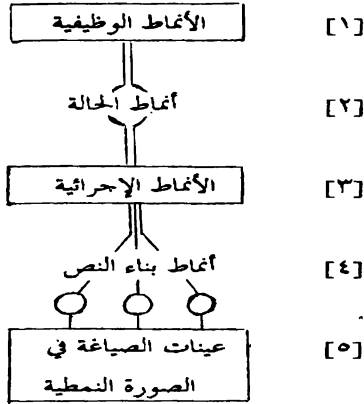 [١] الأنماط الوظيفية
[٢] أنماط الحالة
[٣] الأنماط الإجرائية
[٤] أنماط بناء النص
[٥] عينات الصياغة في
الصورة النمطية